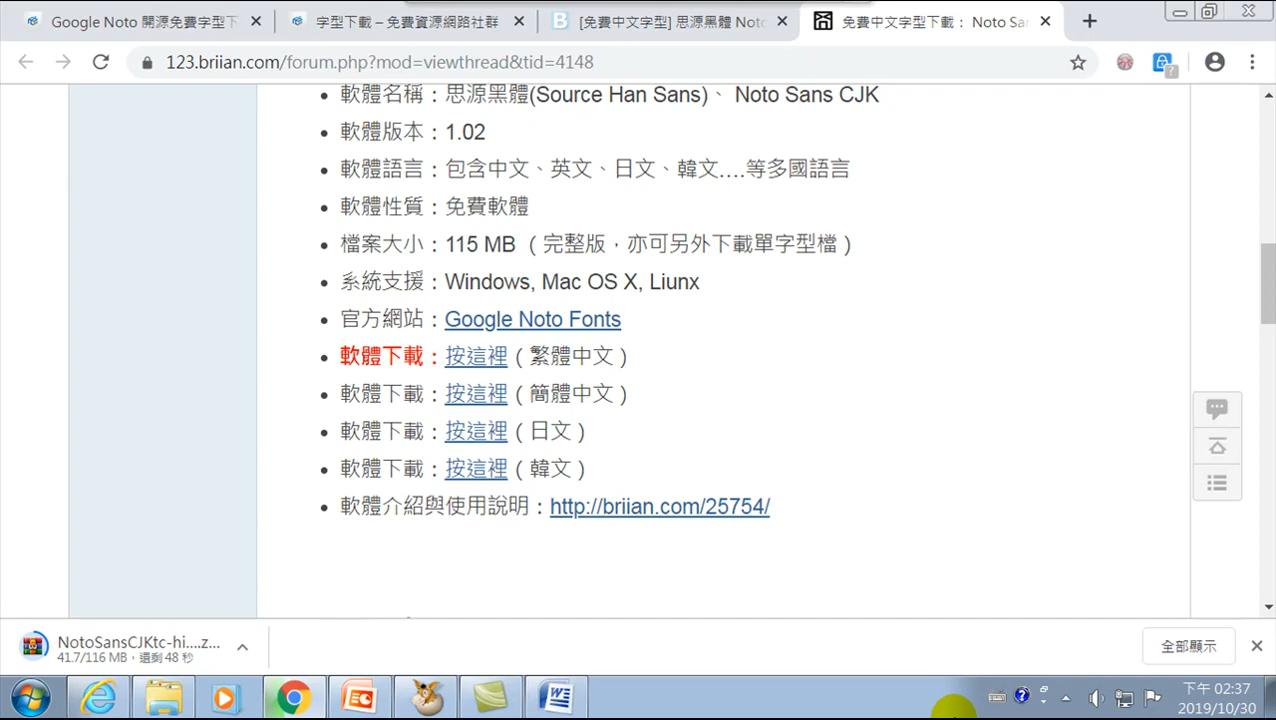 Google Noto 開源免費字型下
字型下載 – 免費資源網路社群
[免費中文字型] 思源黑體 Noto
免費中文字型下載： Noto San
123.briian.com/forum.php?mod=viewthread&tid=4148
軟體名稱：思源黑體(Source Han Sans)、 Noto Sans CJK
軟體版本：1.02
軟體語言：包含中文、英文、日文、韓文….等多國語言
軟體性質：免費軟體
檔案大小：115 MB （完整版，亦可另外下載單字型檔）
系統支援：Windows, Mac OS X, Liunx
官方網站：Google Noto Fonts
軟體下載：按這裡（繁體中文）
軟體下載：按這裡（簡體中文）
軟體下載：按這裡（日文）
軟體下載：按這裡（韓文）
軟體介紹與使用說明：http://briian.com/25754/
NotoSansCJKtc-hi....z...
41.7/116 MB，還剩 48 秒
全部顯示
下午 02:37
2019/10/30